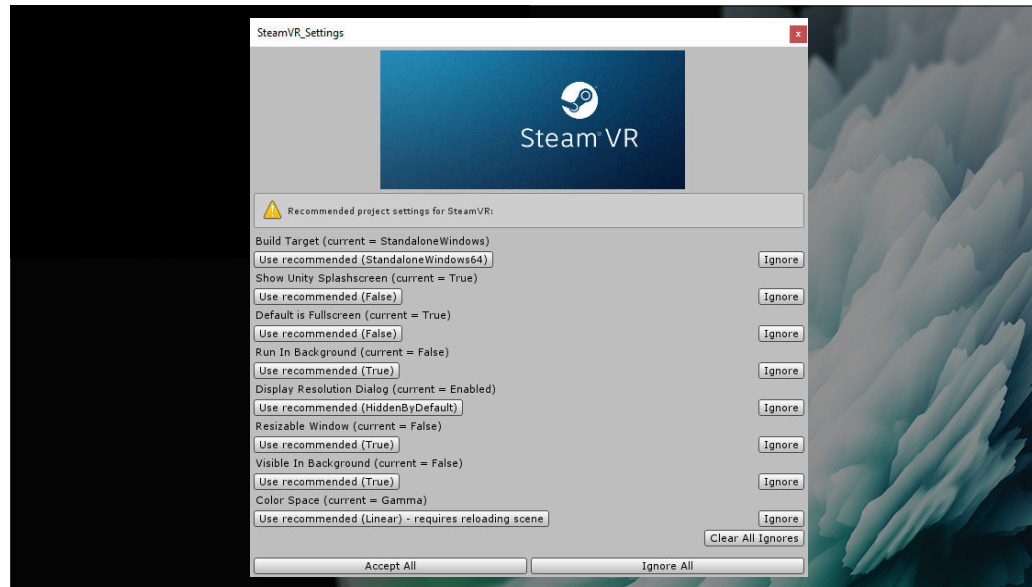 SteamVR_Settings
x
Steam®VR
Recommended project settings for SteamVR:
Build Target (current = StandaloneWindows)
Use recommended (StandaloneWindows64) Ignore
Show Unity Splashscreen (current = True)
Use recommended (False) Ignore
Default is Fullscreen (current = True)
Use recommended (False) Ignore
Run In Background (current = False)
Use recommended (True) Ignore
Display Resolution Dialog (current = Enabled)
Use recommended (HiddenByDefault) Ignore
Resizable Window (current = False)
Use recommended (True) Ignore
Visible In Background (current = False)
Use recommended (True) Ignore
Color Space (current = Gamma)
Use recommended (Linear) - requires reloading scene Ignore
Clear All Ignores
Accept All Ignore All